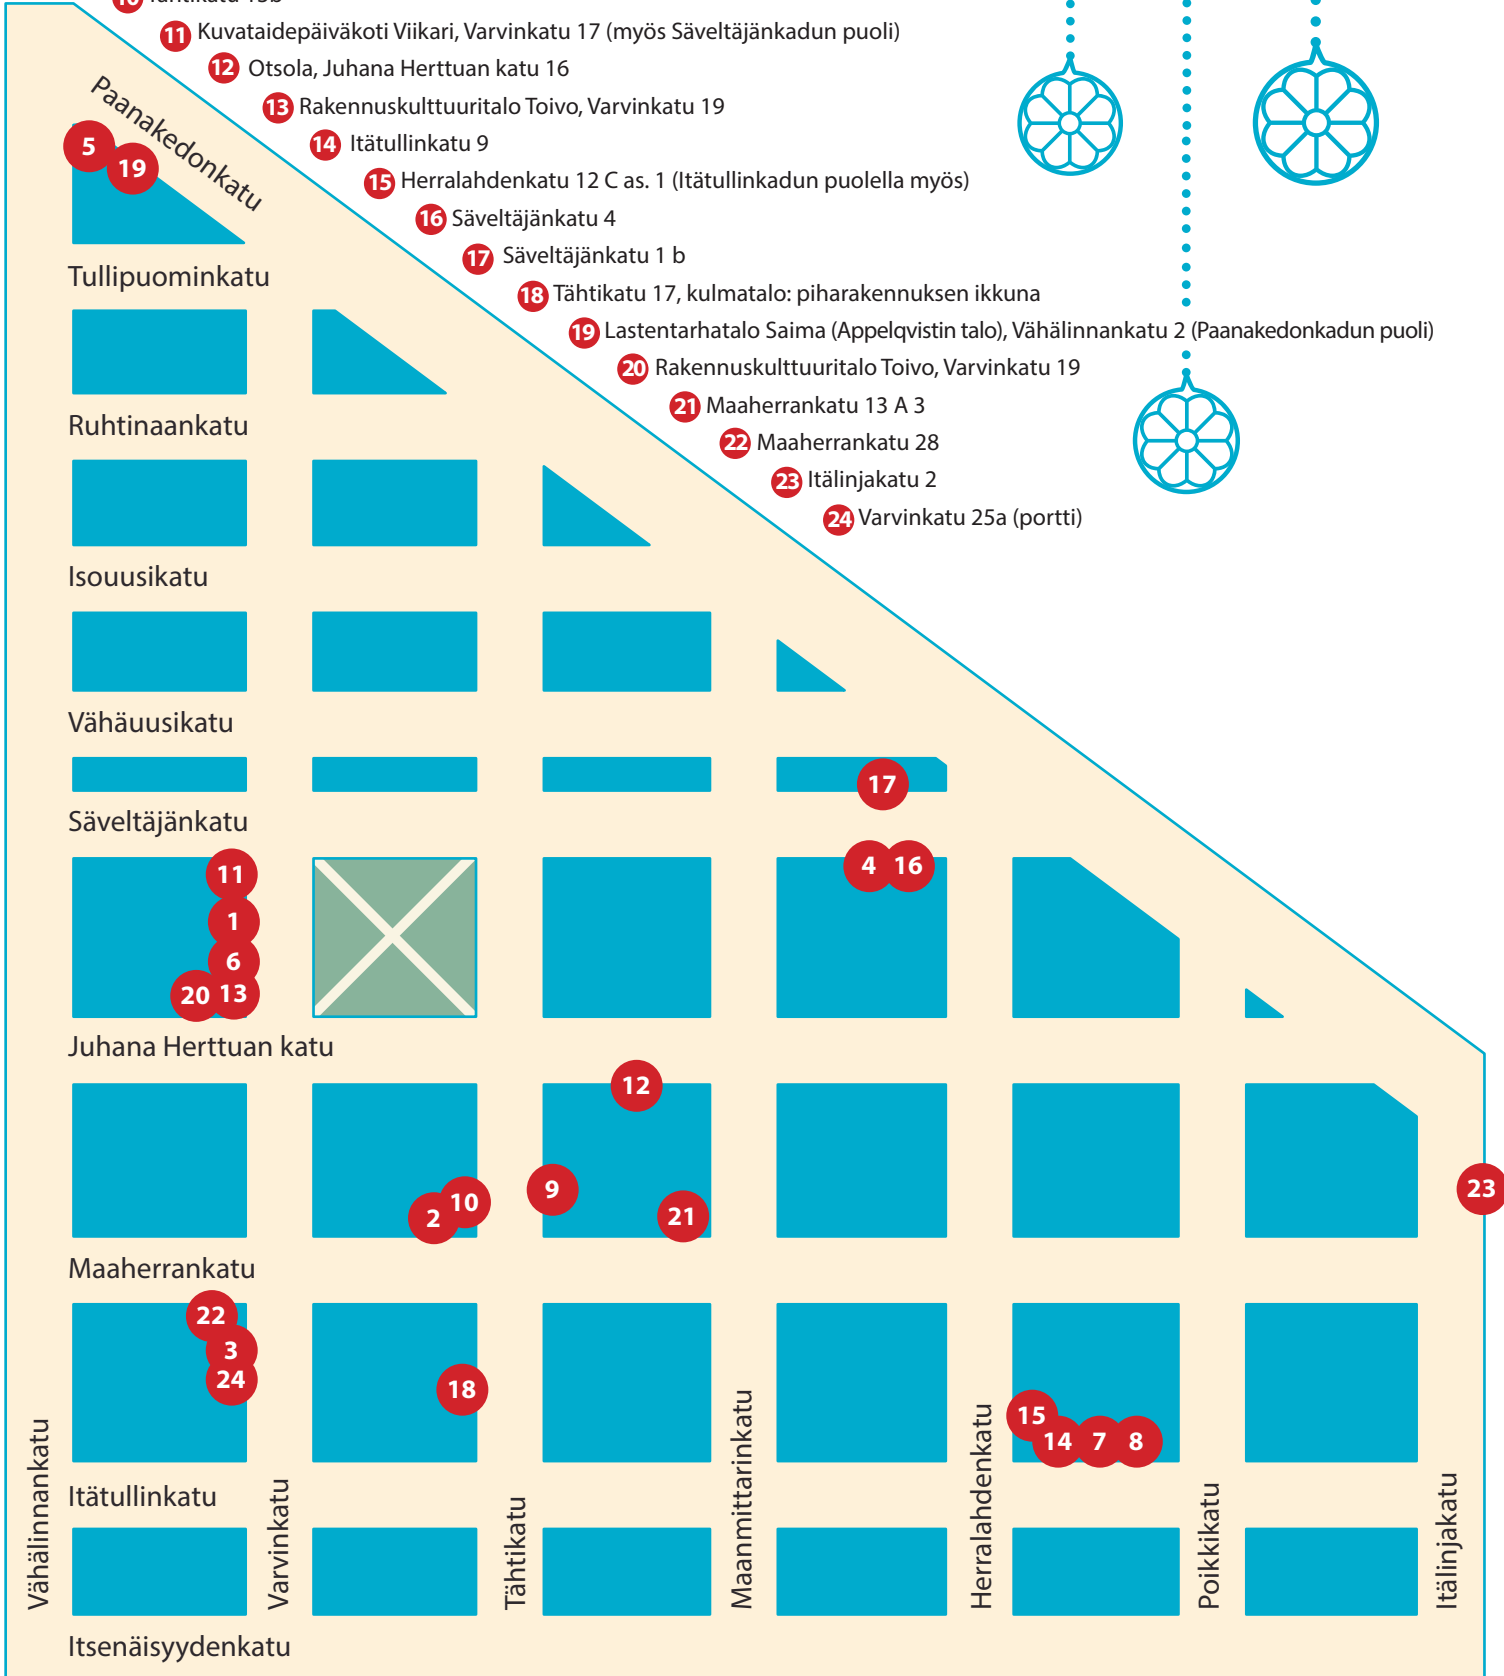 11 Kuvataidepäiväkoti Viikari, Varvinkatu 17 (myös Säveltäjänkadun puoli)
12 Otsola, Juhana Herttuan katu 16
13 Rakennuskulttuuritalo Toivo, Varvinkatu 19
14 Itätullinkatu 9
15 Herralahdenkatu 12 C as. 1 (Itätullinkadun puolella myös)
16 Säveltäjänkatu 4
17 Säveltäjänkatu 1 b
18 Tähtikatu 17, kulmatalo: piharakennuksen ikkuna
19 Lastentarhatalo Saima (Appelqvistin talo), Vähälinnankatu 2 (Paanakedonkadun puoli)
20 Rakennuskulttuuritalo Toivo, Varvinkatu 19
21 Maaherrankatu 13 A 3
22 Maaherrankatu 28
23 Itälinjakatu 2
24 Varvinkatu 25a (portti)
Paanakedonkatu
5
19
Tullipuominkatu
Ruhtinaankatu
Isouusikatu
Vähäuusikatu
17
Säveltäjänkatu
11
4 16
1
6
20 13
Juhana Herttuan katu
12
9
23
10
2
21
Maaherrankatu
22
3
24
18
15
14 7 8
Itätullinkatu
Vähälinnankatu
Varvinkatu
Tähtikatu
Maanmittarinkatu
Herralahdenkatu
Poikkikatu
Itälinjakatu
Itsenäisyydenkatu